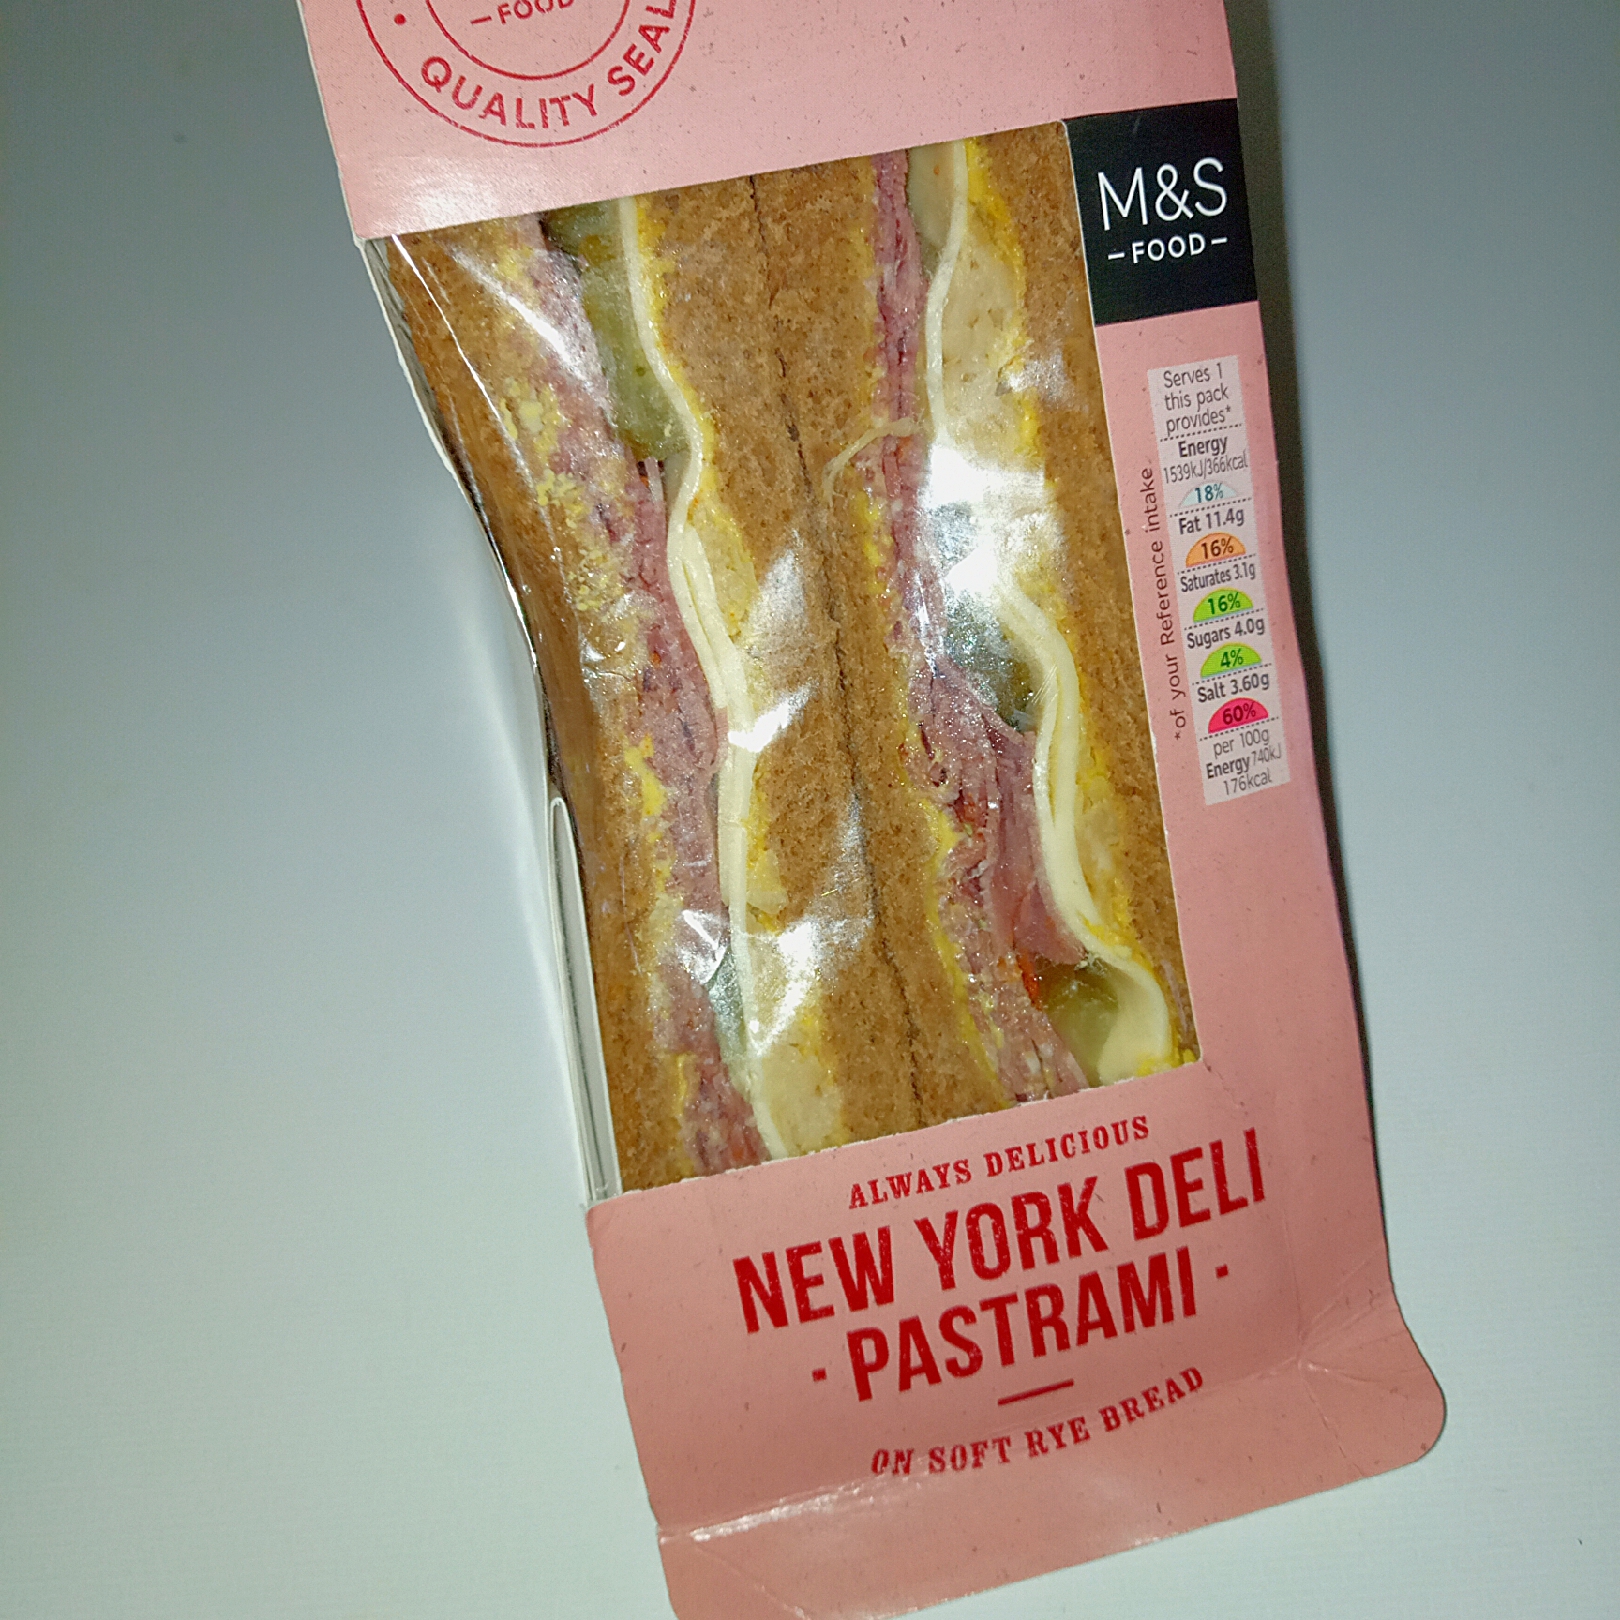 – FOOD
• QUALITY SEAL
M&S
– FOOD –
Serves 1
this pack
provides*
Energy
1539kJ/366kcal
18%
Fat 11.4g
16%
Saturates 3.1g
16%
Sugars 4.0g
4%
Salt 3.60g
60%
per 100g
Energy 740kJ
176kcal
*of your Reference intake
ALWAYS DELICIOUS
NEW YORK DELI
· PASTRAMI ·
ON SOFT RYE BREAD